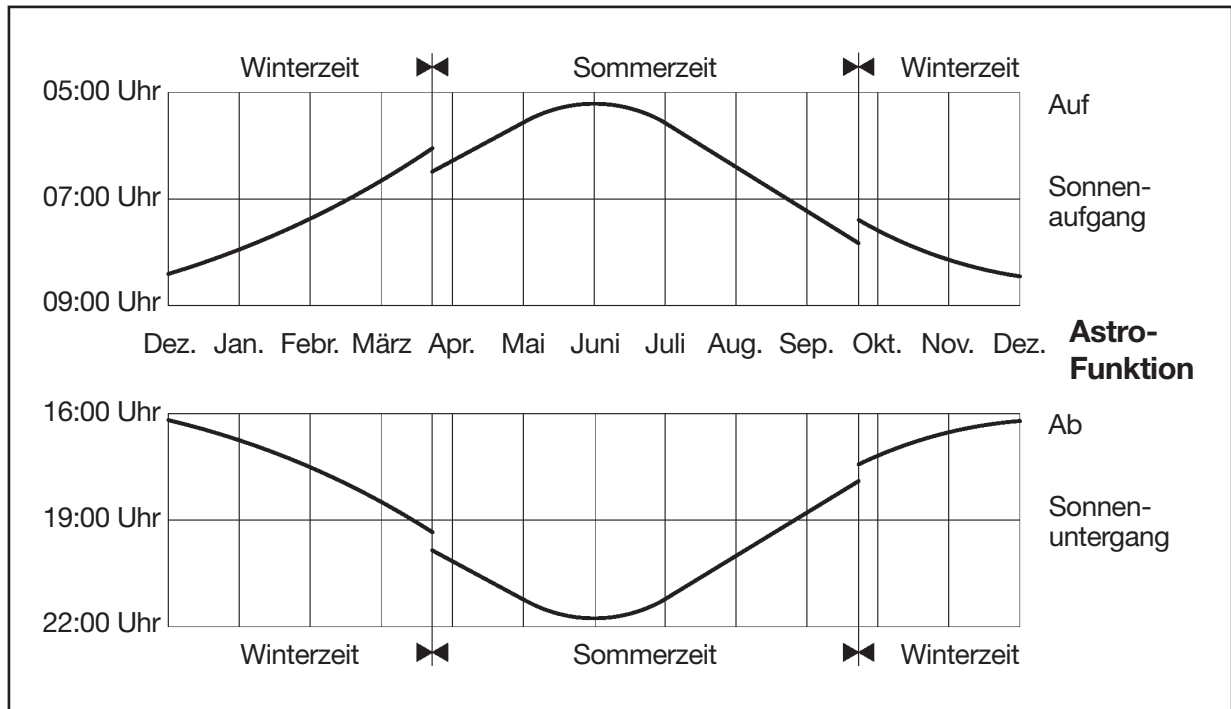 Winterzeit Sommerzeit Winterzeit
05:00 Uhr
Auf
07:00 Uhr
Sonnen-
aufgang
09:00 Uhr
Dez. Jan. Febr. März Apr. Mai Juni Juli Aug. Sep. Okt. Nov. Dez.
Astro-
Funktion
16:00 Uhr
Ab
19:00 Uhr
Sonnen-
untergang
22:00 Uhr
Winterzeit Sommerzeit Winterzeit